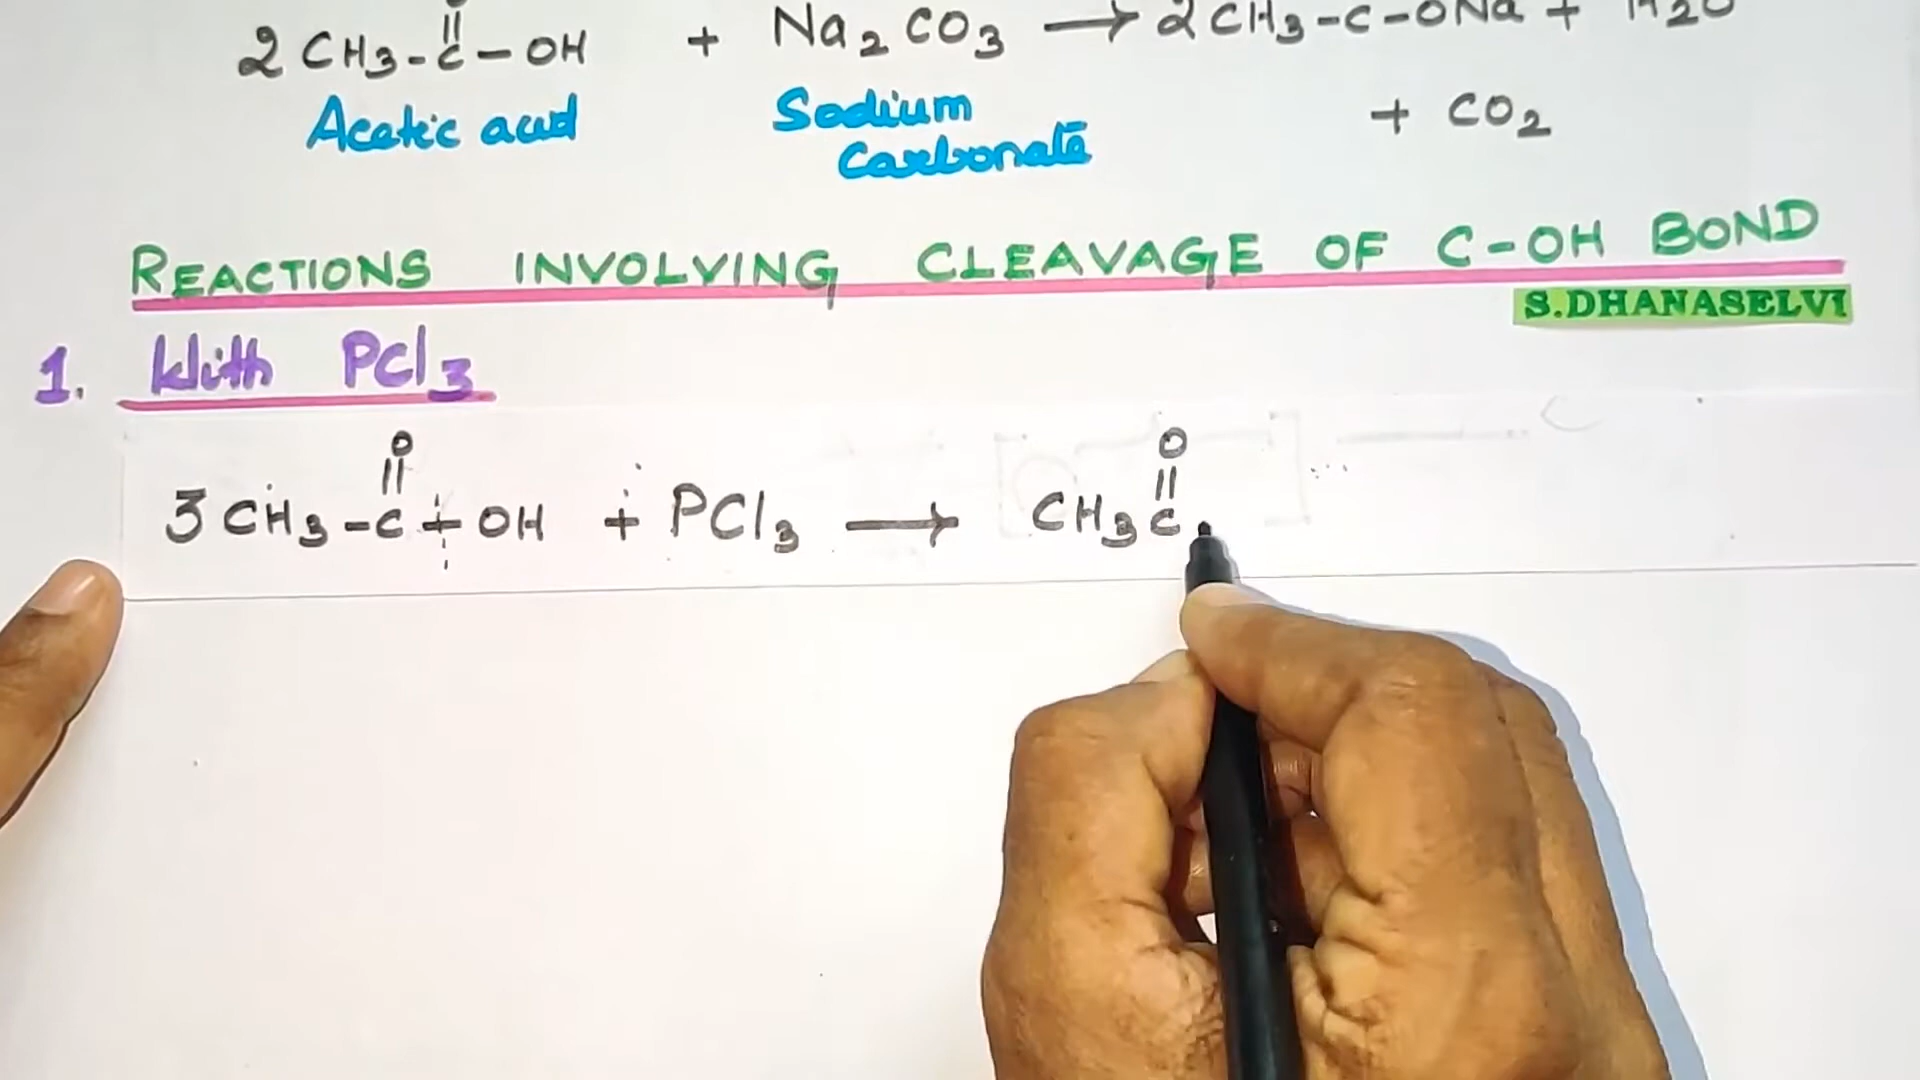 O
2 CH3-C-OH + Na2CO3 → 2CH3-C-ONa + H2O
Acetic acid Sodium Carbonate + CO2
REACTIONS INVOLVING CLEAVAGE OF C-OH BOND
S.DHANASELVI
1. With PCl3
O O
3 CH3-C-OH + PCl3 → CH3C